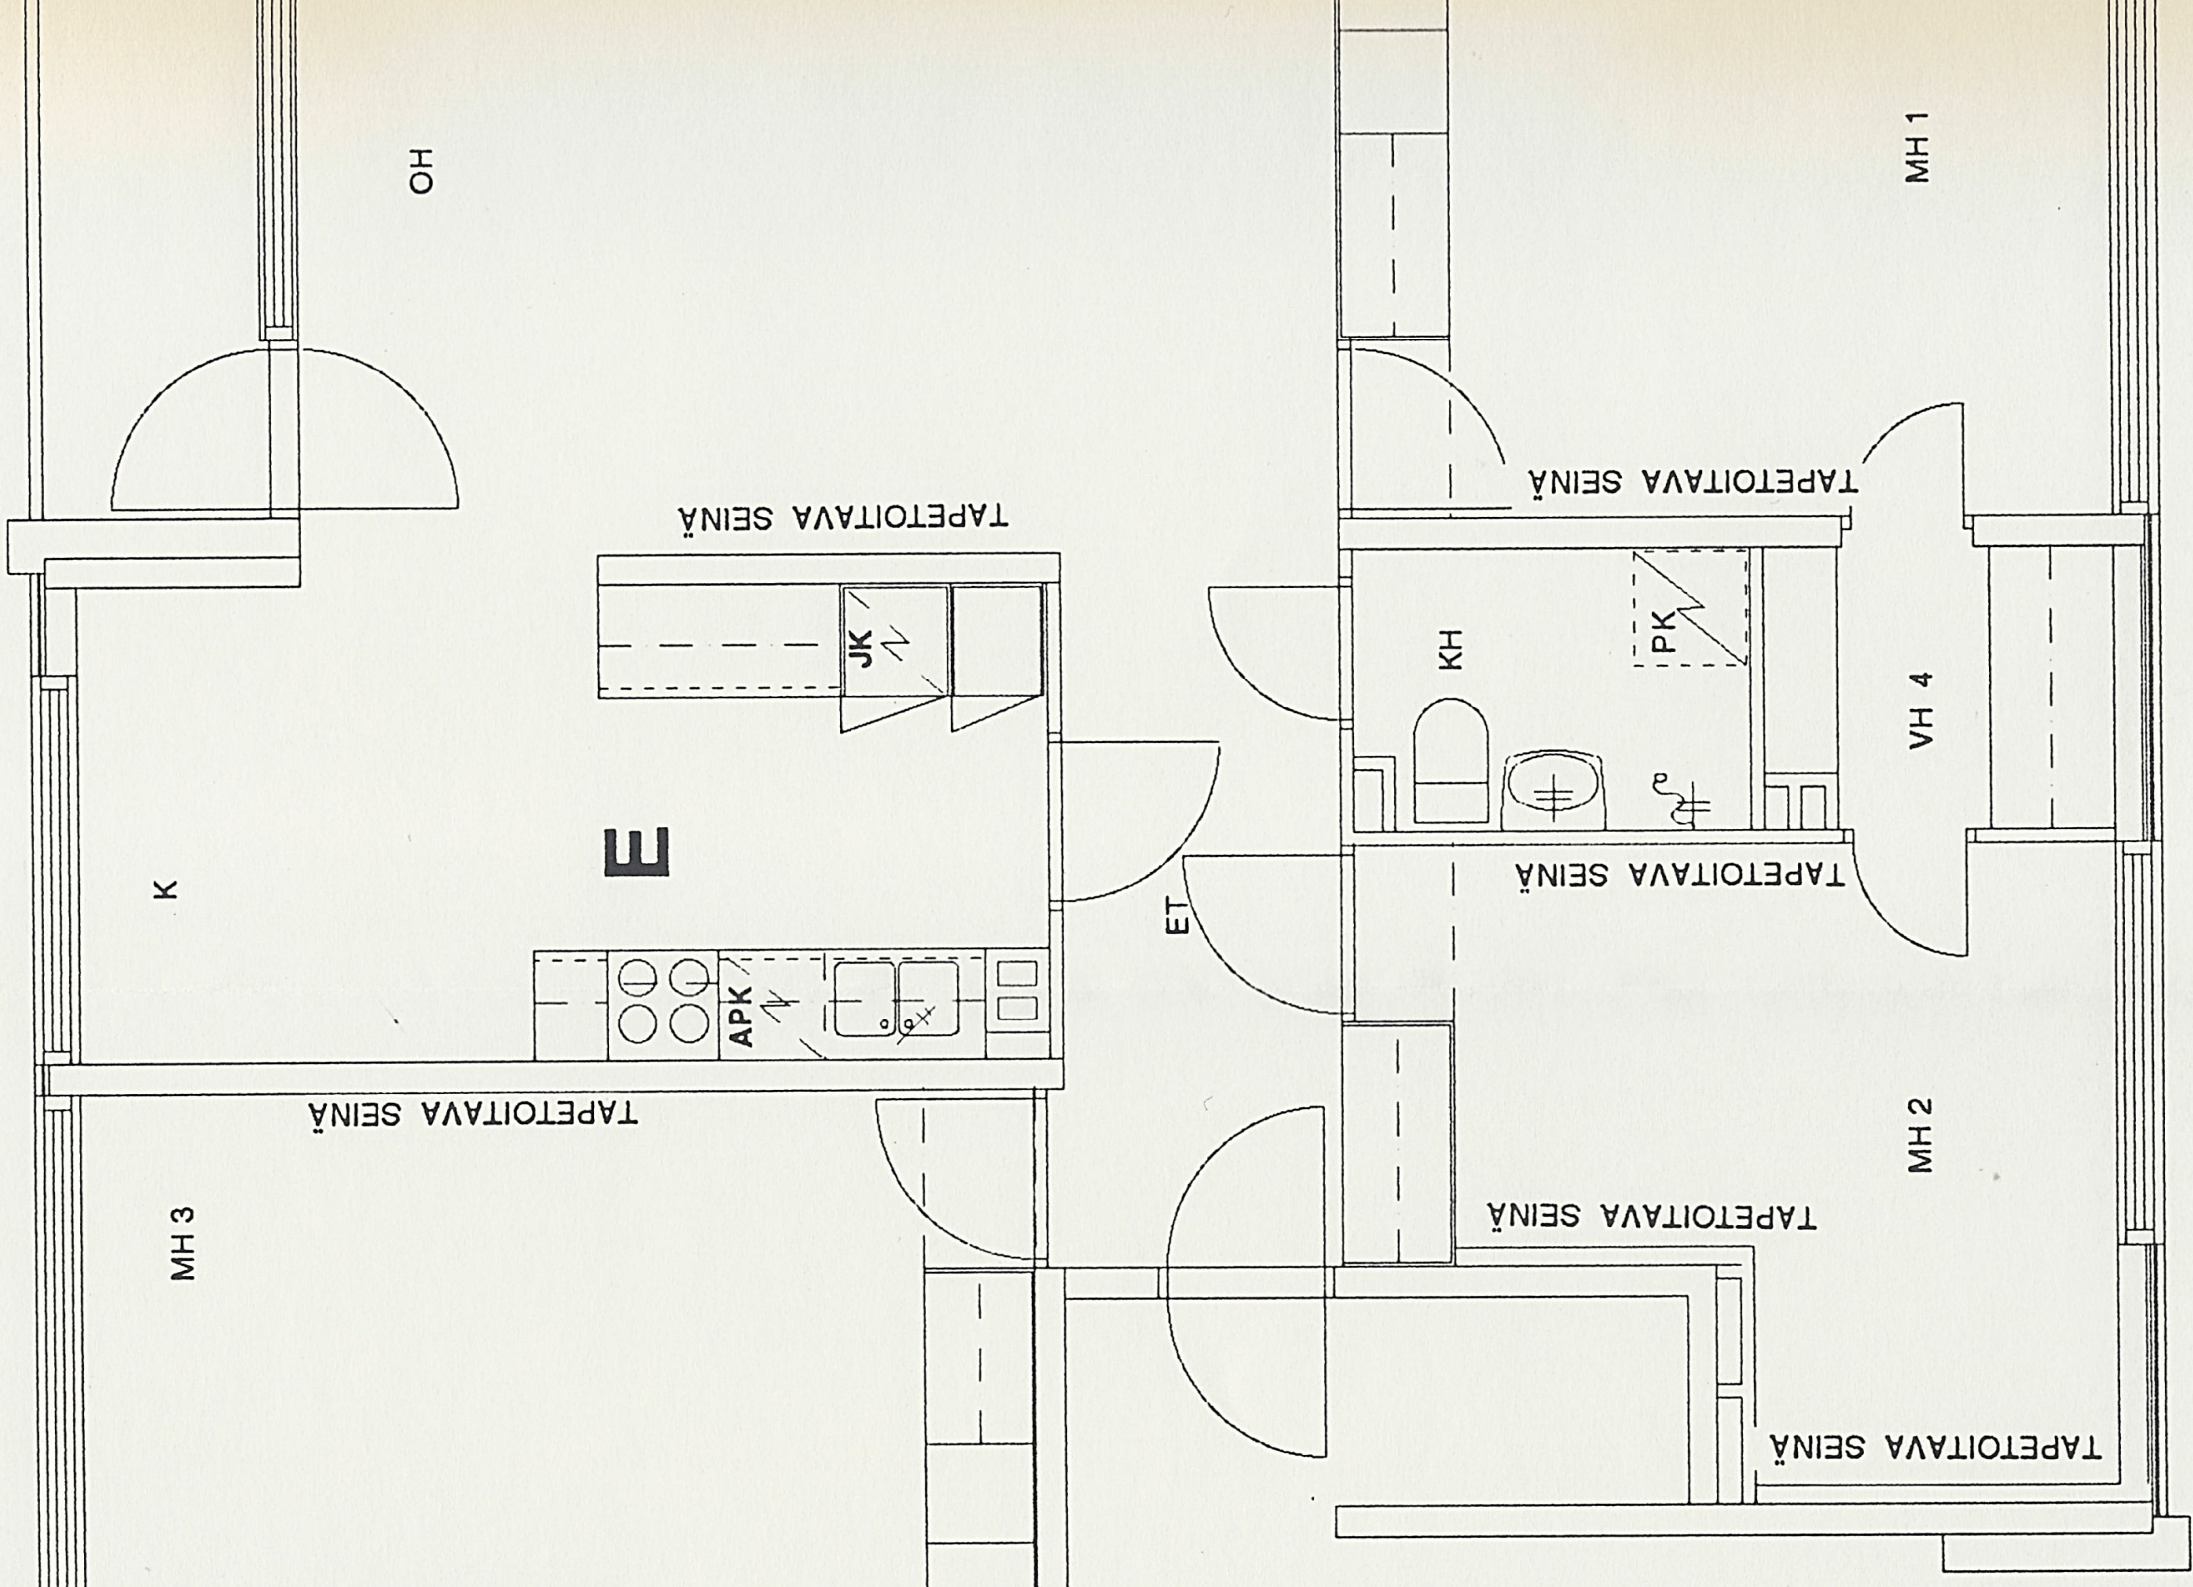 OH
MH 1
TAPETOITAVA SEINÄ
TAPETOITAVA SEINÄ
JK
KH
PK
VH 4
K
E
ET
TAPETOITAVA SEINÄ
APK
TAPETOITAVA SEINÄ
MH 2
MH 3
TAPETOITAVA SEINÄ
TAPETOITAVA SEINÄ